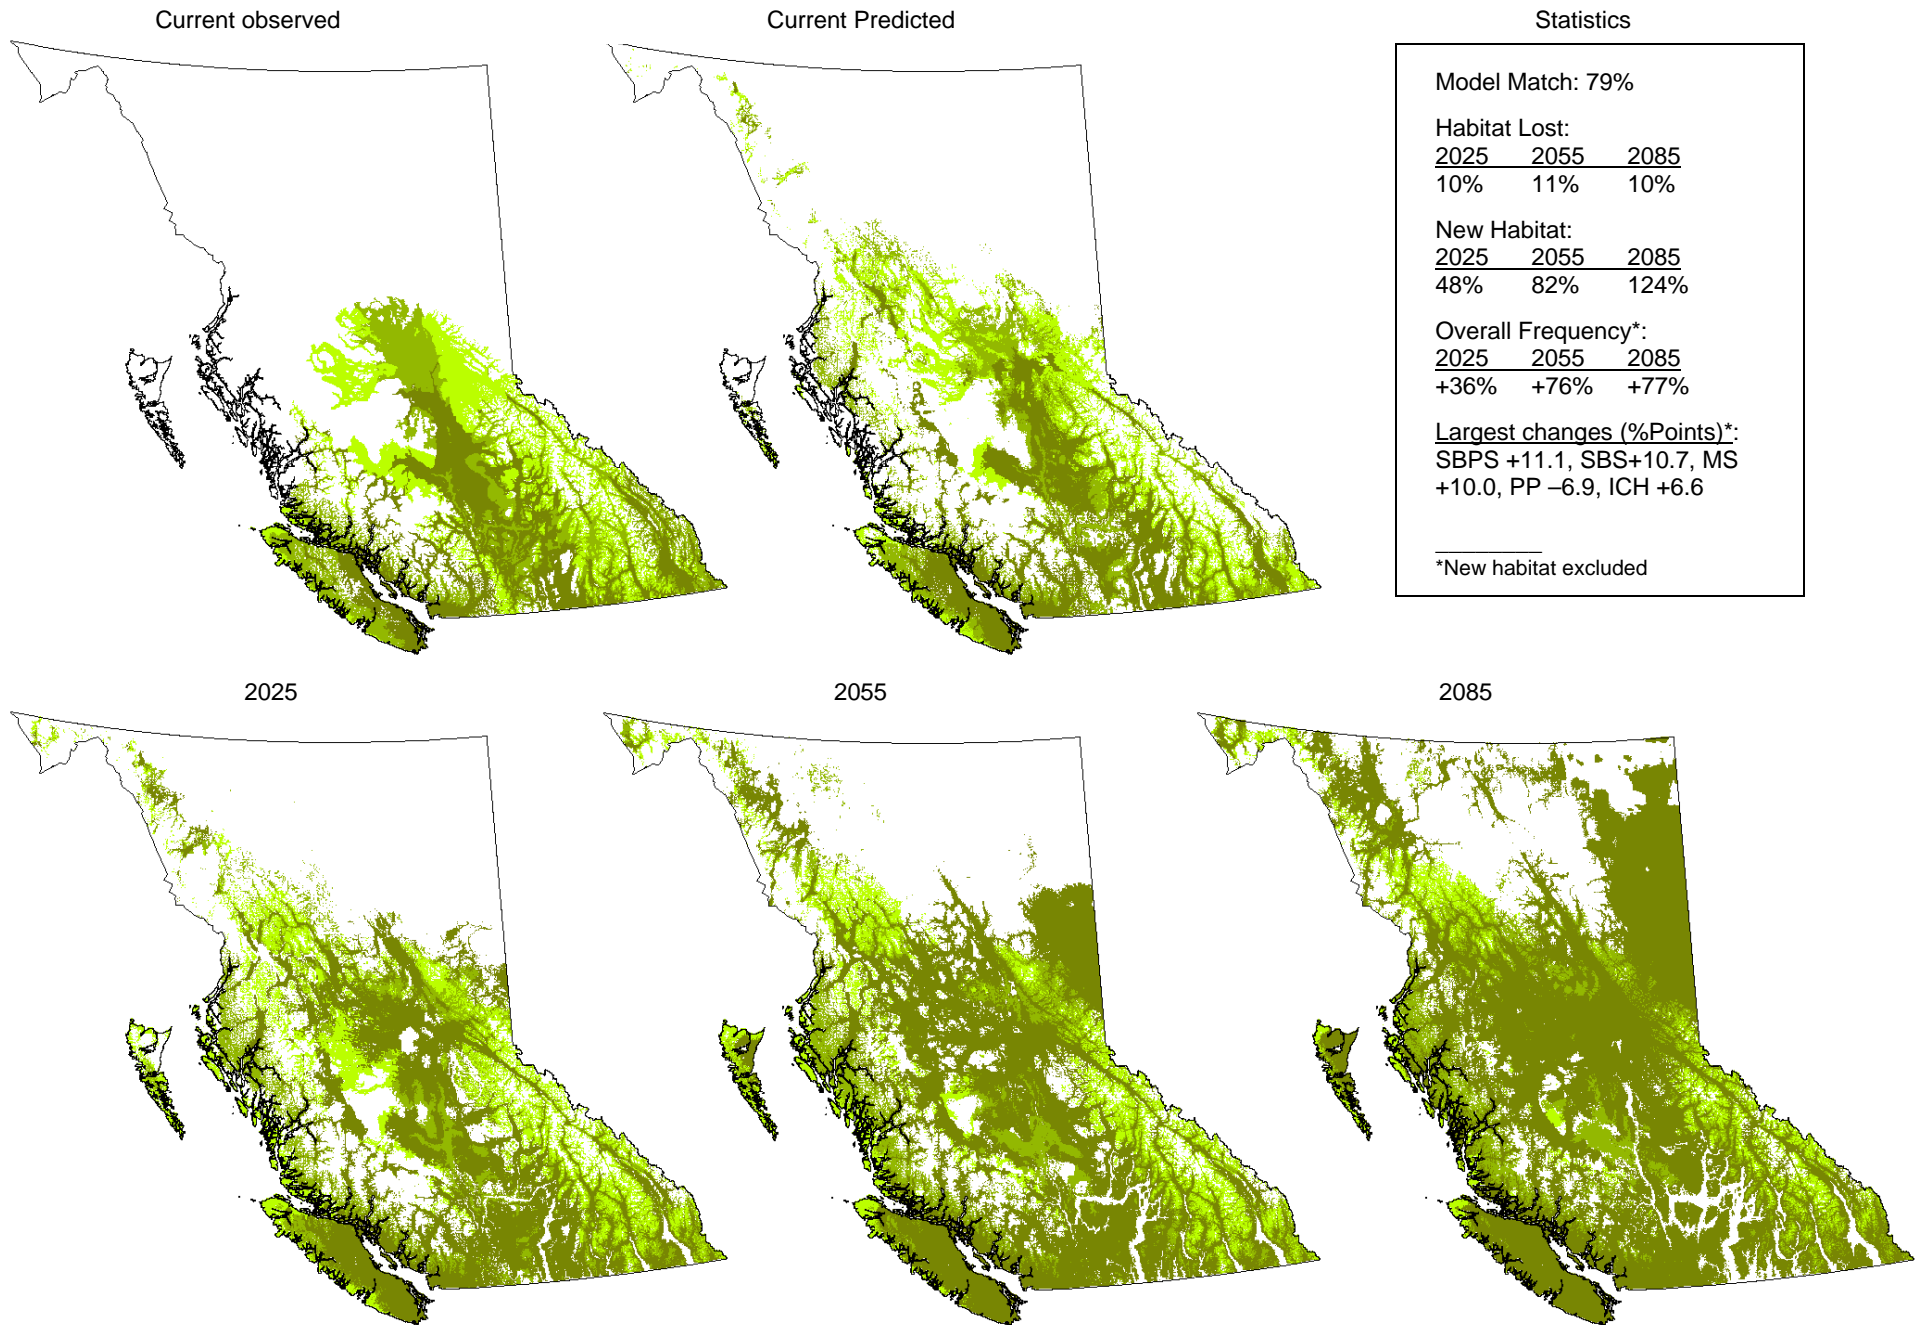 Current observed
Current Predicted
Statistics
Model Match: 79%
Habitat Lost:
2025 2055 2085
10% 11% 10%
New Habitat:
2025 2055 2085
48% 82% 124%
Overall Frequency*:
2025 2055 2085
+36% +76% +77%
Largest changes (%Points)*:
SBPS +11.1, SBS+10.7, MS
+10.0, PP –6.9, ICH +6.6
*New habitat excluded
2025
2055
2085